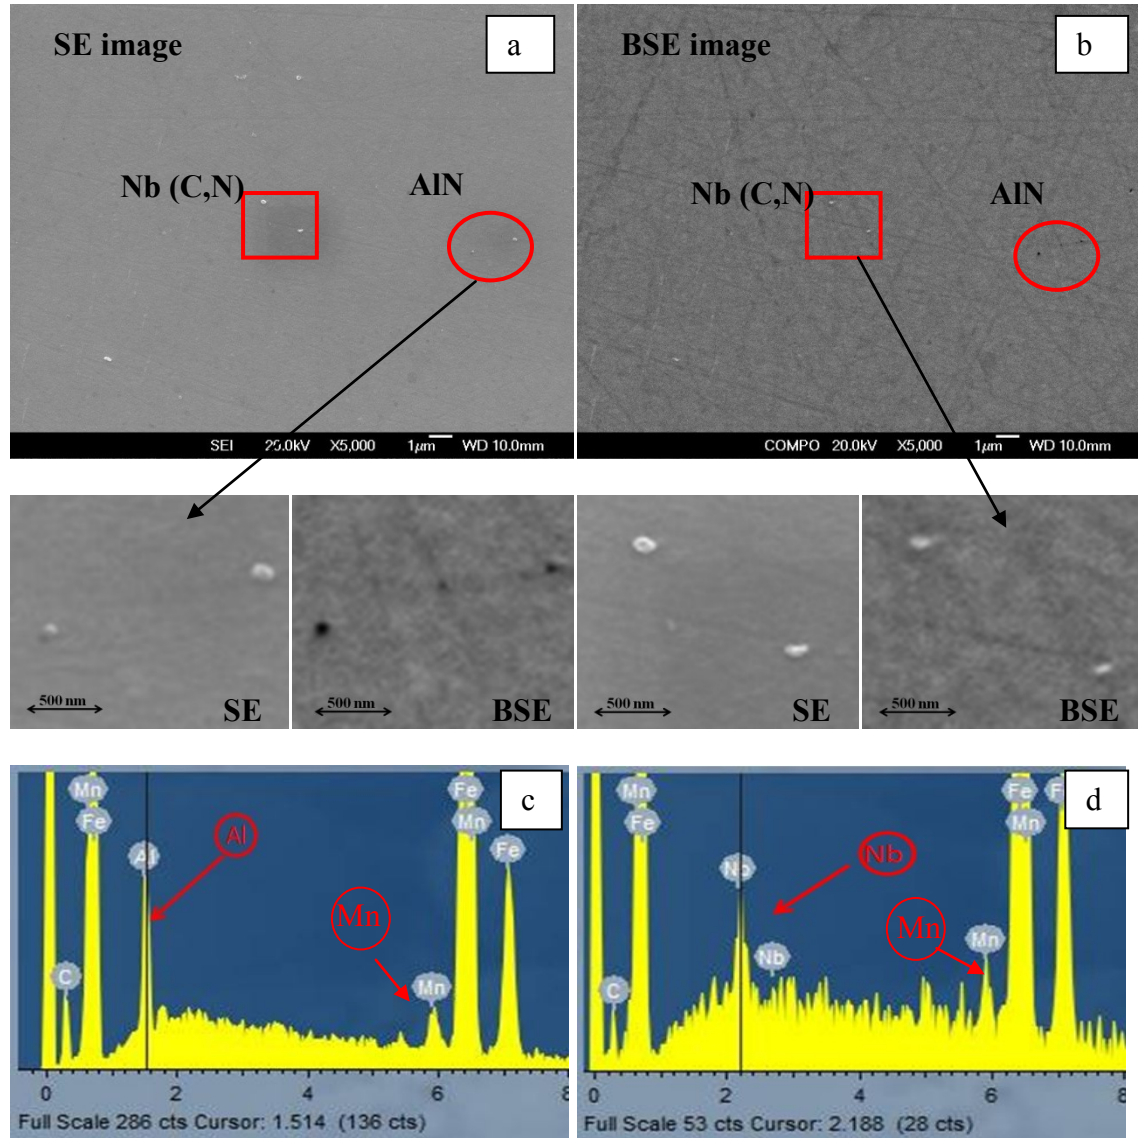 SE image
a
Nb (C,N)
AlN
SEI 20.0kV X5,000 1µm WD 10.0mm
BSE image
b
Nb (C,N)
AlN
COMPO 20.0kV X5,000 1µm WD 10.0mm
500 nm
SE
500 nm
BSE
500 nm
SE
500 nm
BSE
c
Mn
Fe
Al
Al
C
Mn
Mn
Fe
Mn
Fe
0 2 4 6 8
Full Scale 286 cts Cursor: 1.514 (136 cts)
d
Mn
Fe
Nb
Nb
Nb
C
Mn
Mn
Fe
Mn
0 2 4 6 8
Full Scale 53 cts Cursor: 2.188 (28 cts)